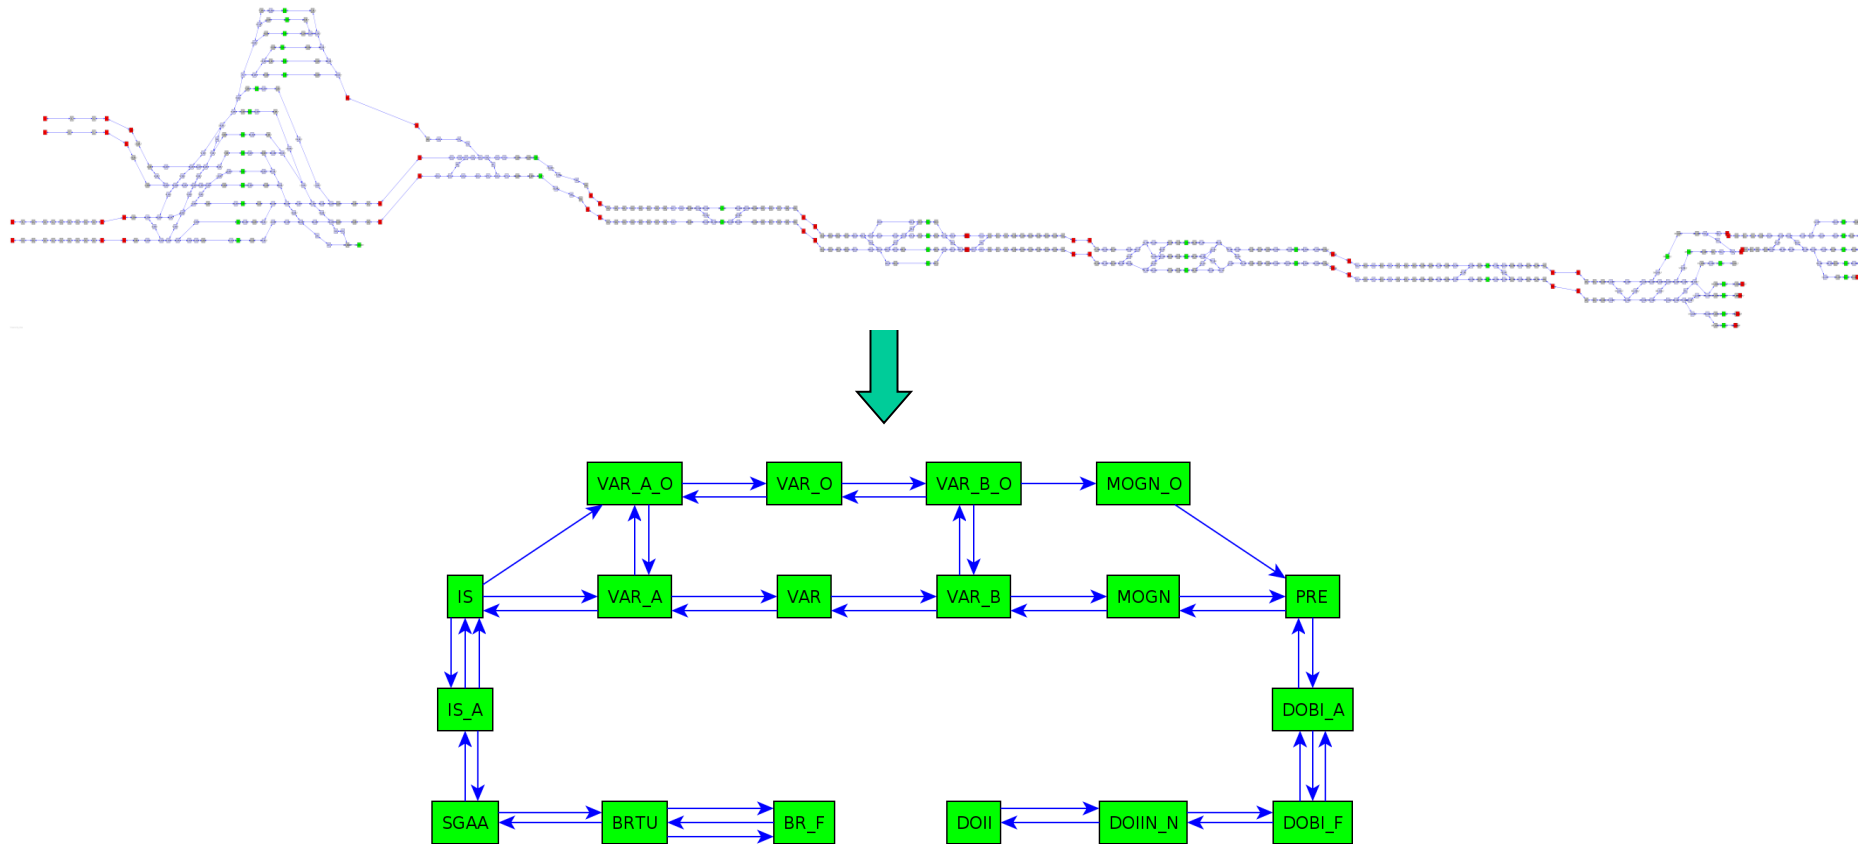 VAR_A_O VAR_O VAR_B_O MOGN_O
IS VAR_A VAR VAR_B MOGN PRE
IS_A DOBI_A
SGAA BRTU BR_F DOII DOIIN_N DOBI_F